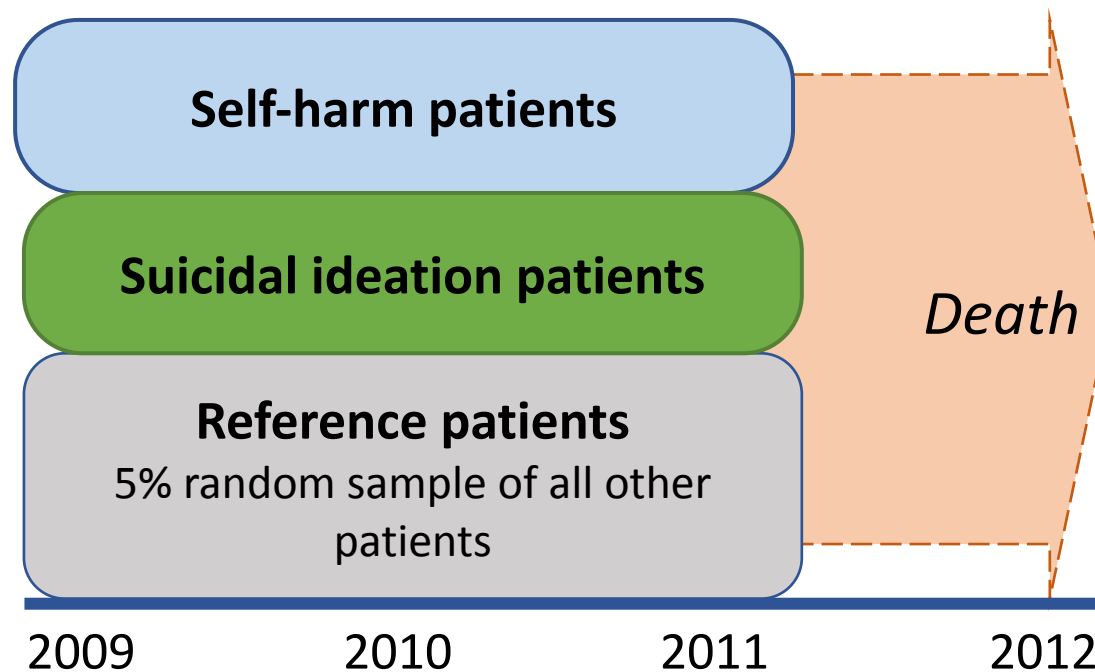 Self-harm patients
Suicidal ideation patients
Reference patients
5% random sample of all other
patients
Death
2009 2010 2011 2012